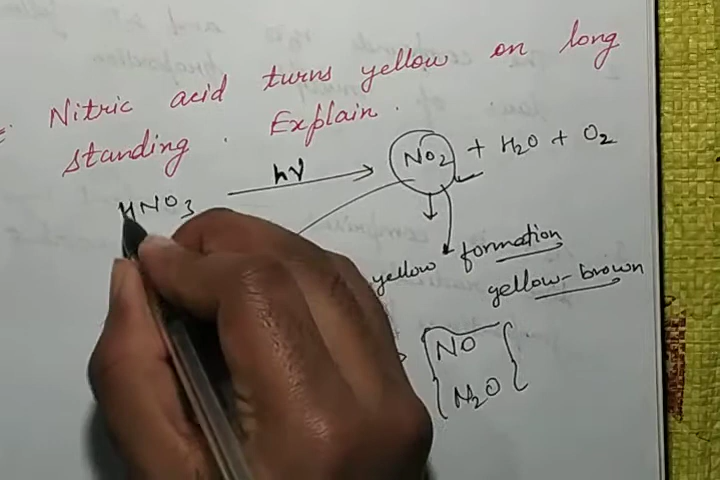 Nitric acid turns yellow on long
standing. Explain.
HNO3 hν → NO2 + H2O + O2
yellow formation
yellow-brown
NO
N2O